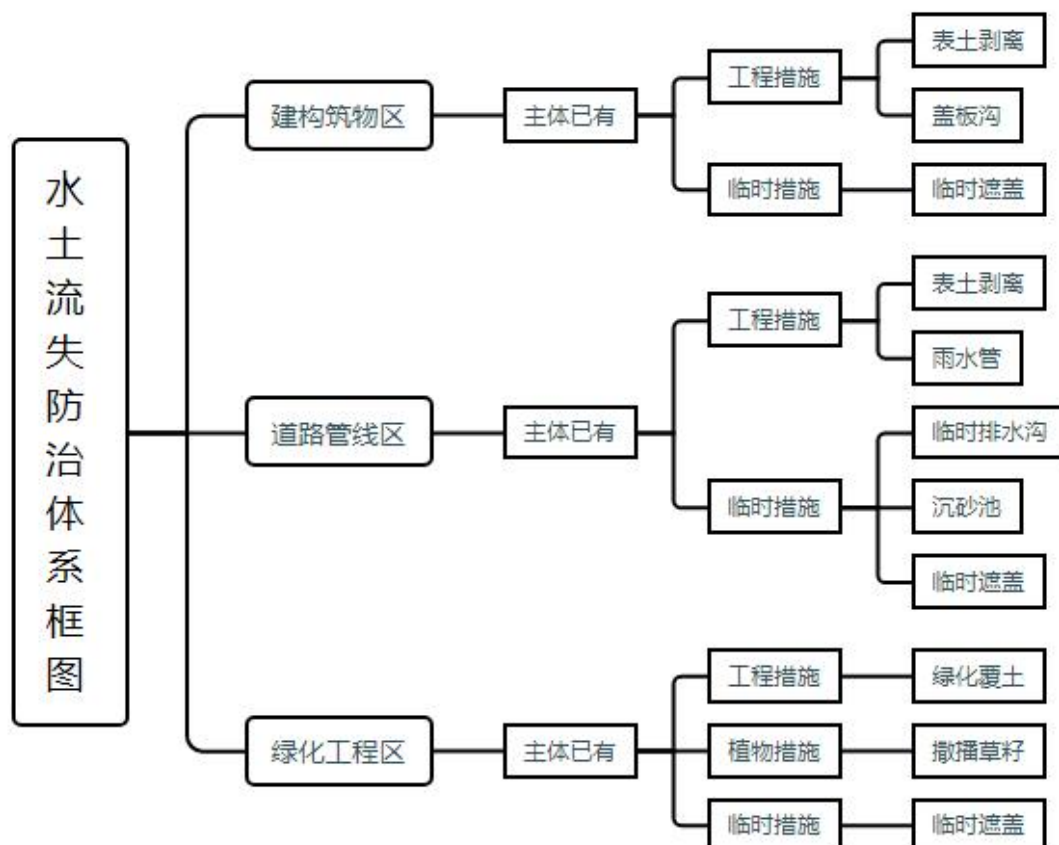 水土流失防治体系框图
建构筑物区
主体已有
工程措施
表土剥离
盖板沟
临时措施
临时遮盖
道路管线区
主体已有
工程措施
表土剥离
雨水管
临时措施
临时排水沟
沉砂池
临时遮盖
绿化工程区
主体已有
工程措施
绿化覆土
植物措施
撒播草籽
临时措施
临时遮盖